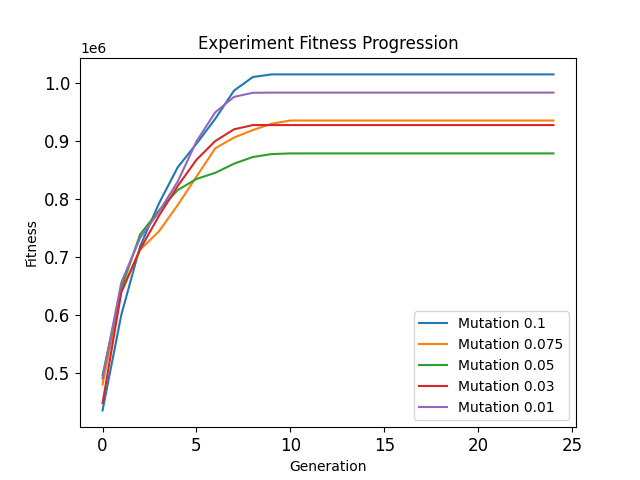 Experiment Fitness Progression
1e6
1.0
0.9
0.8
0.7
0.6
0.5
Fitness
0
5
10
15
20
25
Generation
Mutation 0.1
Mutation 0.075
Mutation 0.05
Mutation 0.03
Mutation 0.01